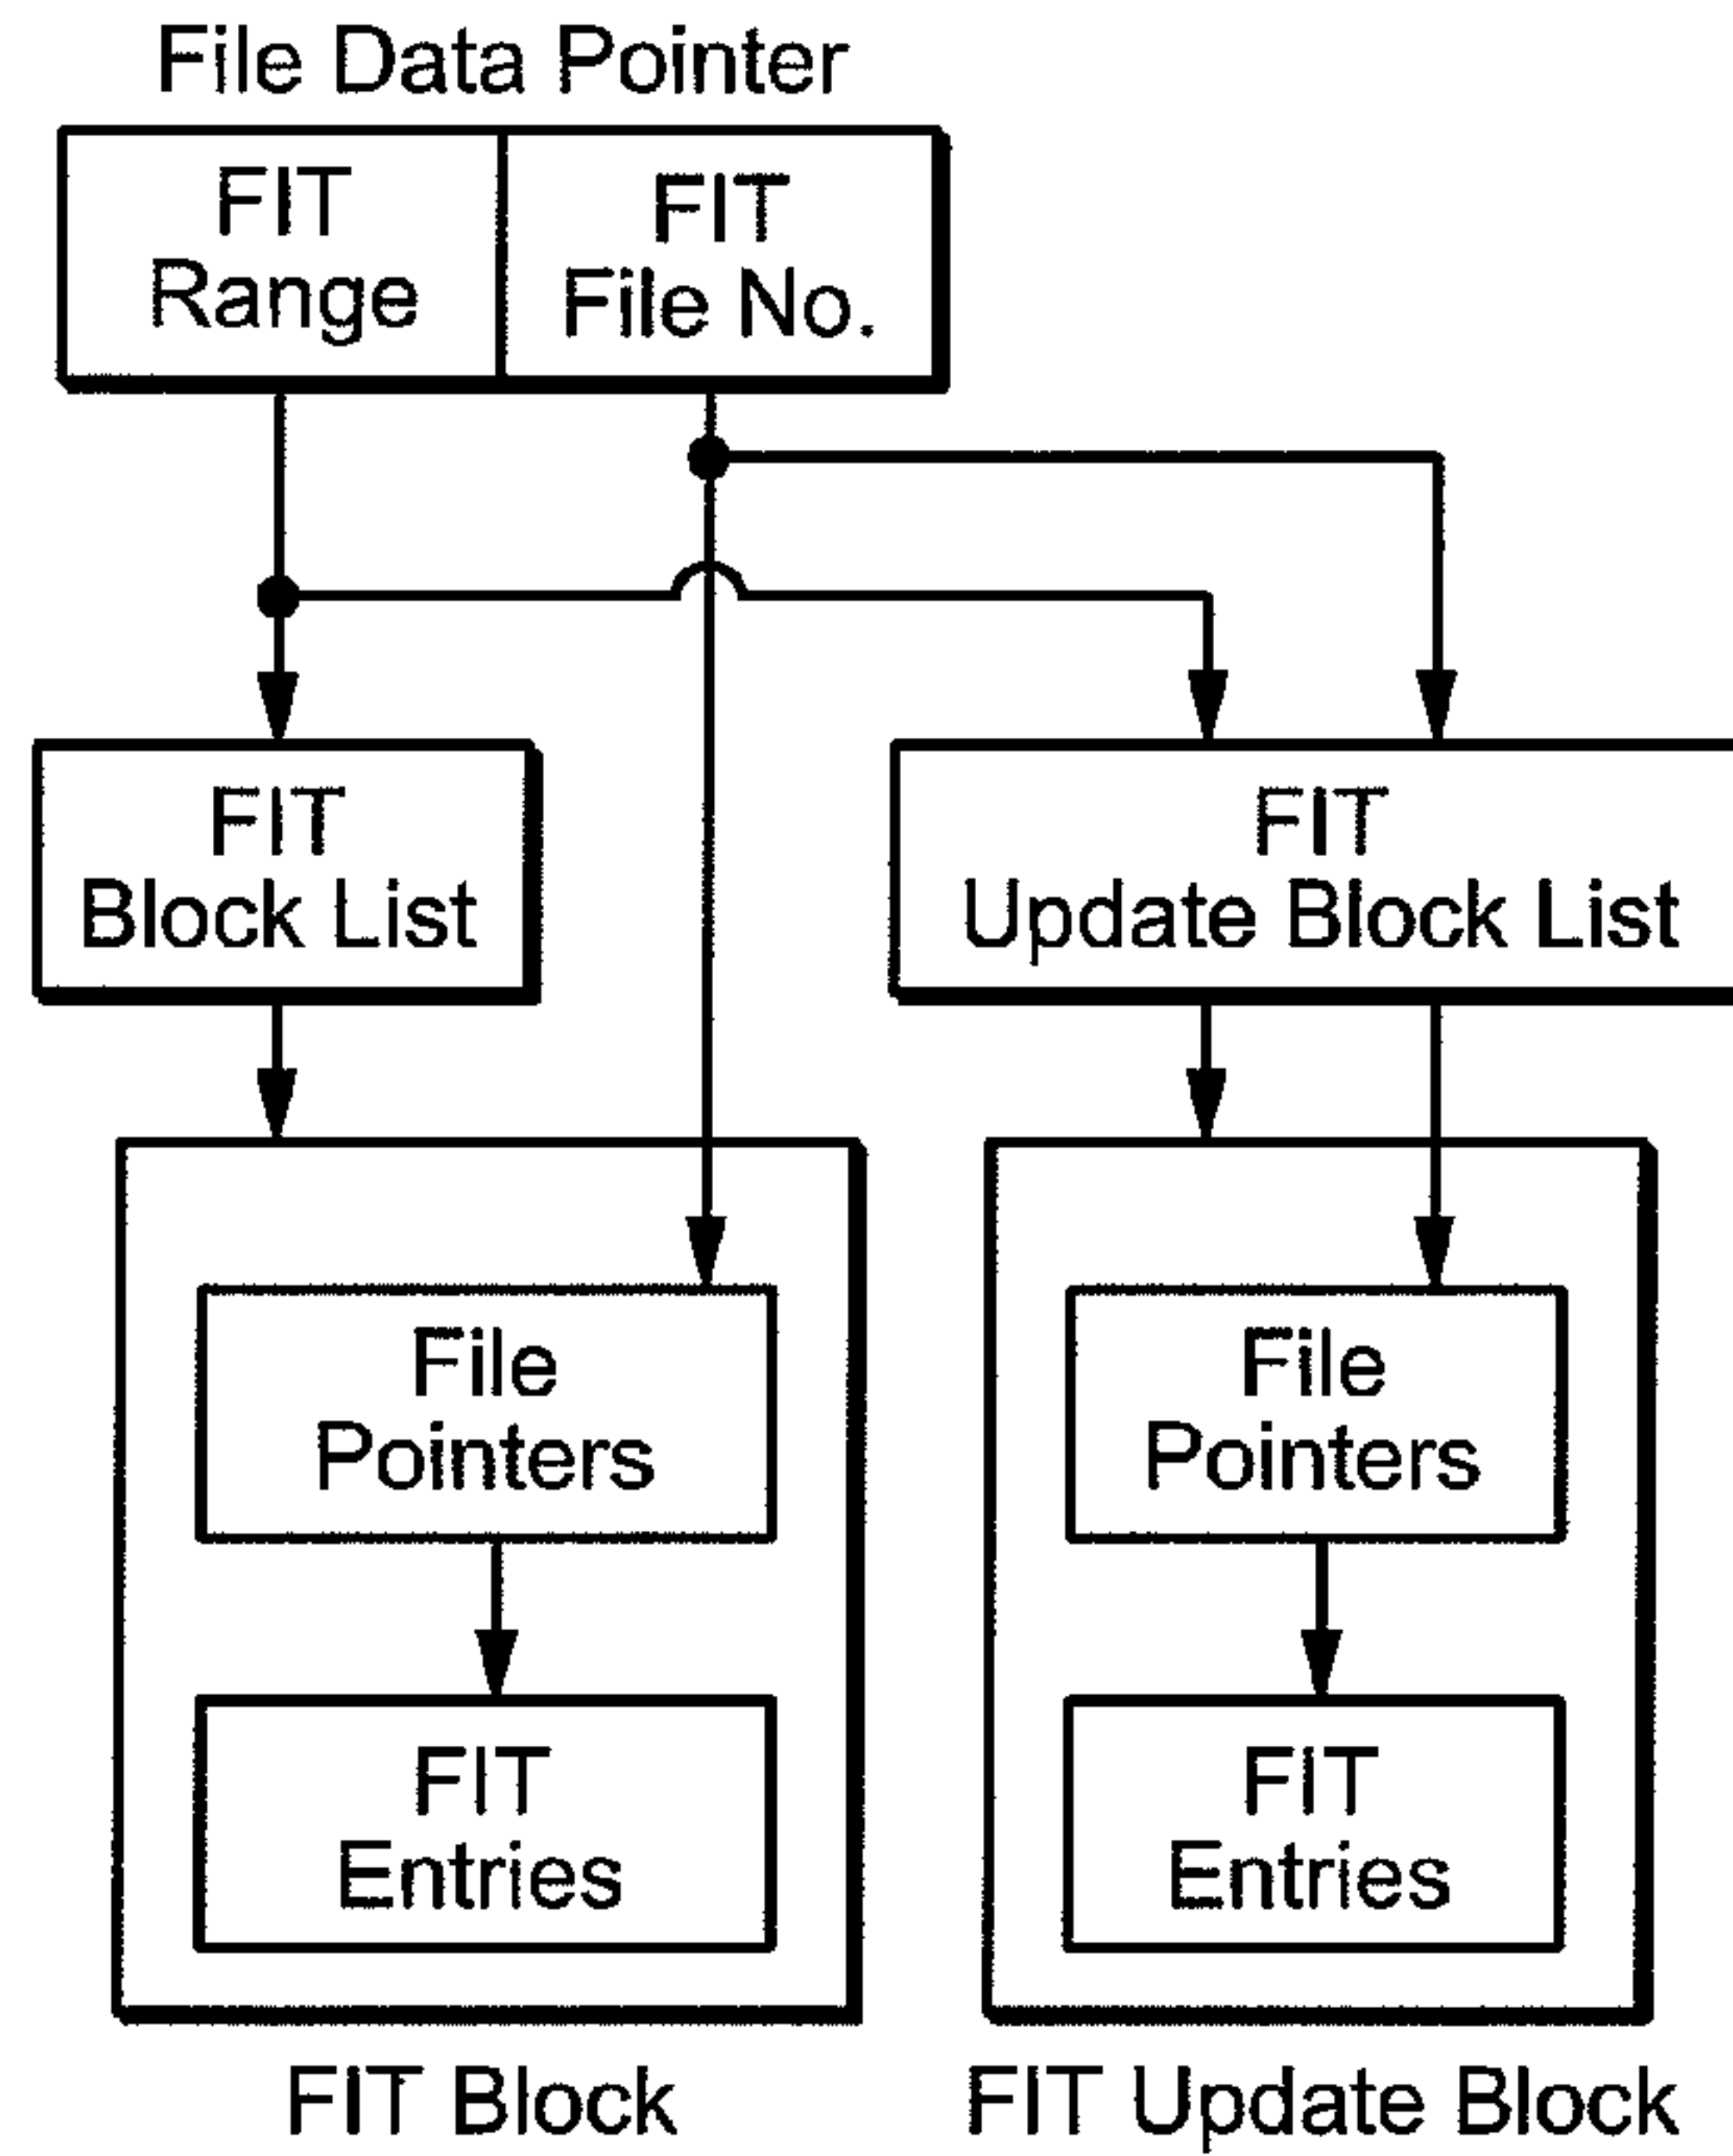 File Data Pointer
FIT
Range
FIT
File No.
FIT
Block List
FIT
Update Block List
File
Pointers
File
Pointers
FIT
Entries
FIT
Entries
FIT Block
FIT Update Block